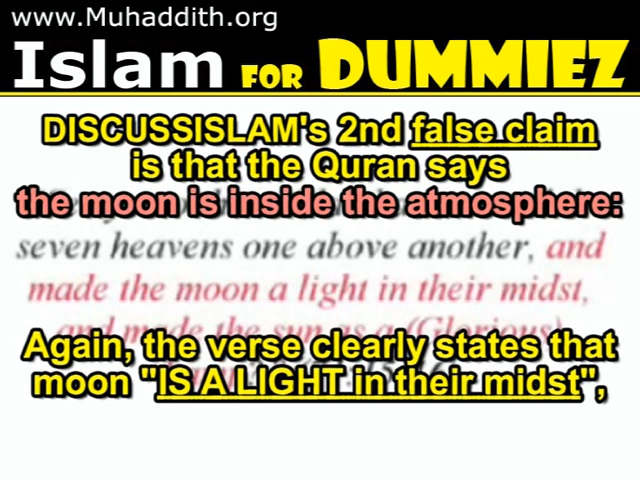 www.Muhaddith.org
Islam FOR DUMMIEZ
DISCUSSISLAM's 2nd false claim
is that the Quran says
the moon is inside the atmosphere:
seven heavens one above another, and
made the moon a light in their midst,
and made the sun as a (Glorious)
Again, the verse clearly states that
moon "IS A LIGHT in their midst",